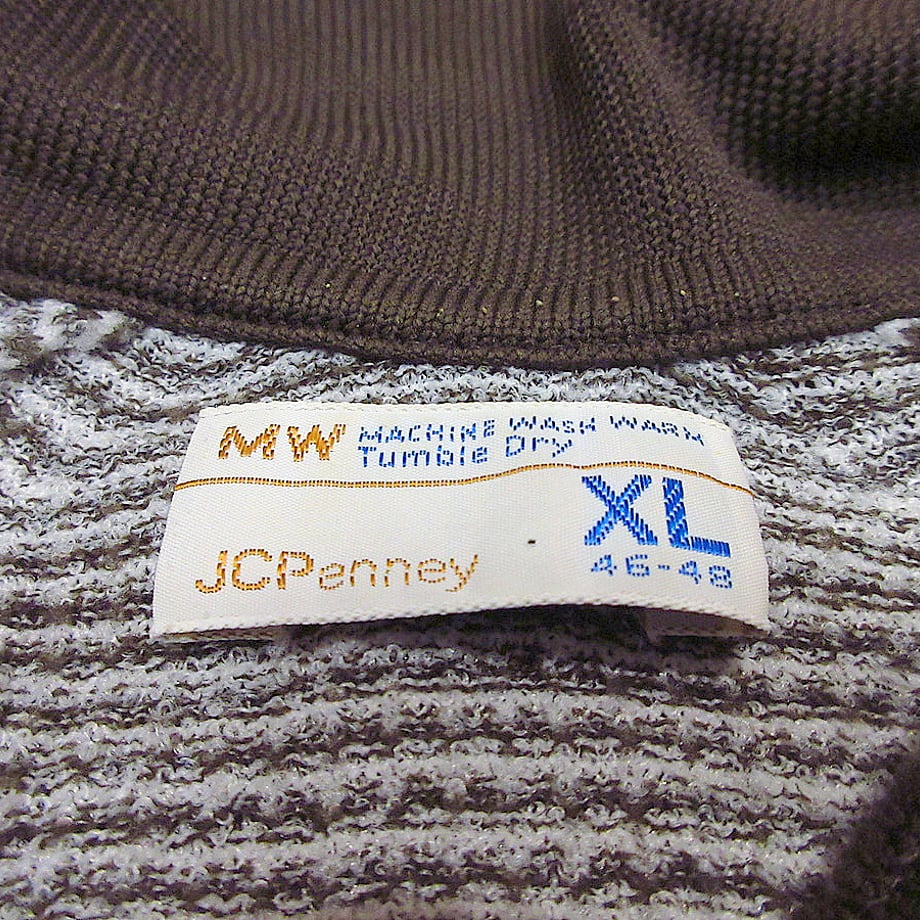 MW MACHINE WASH WARM
Tumble Dry
XL
46-48
JCPenney